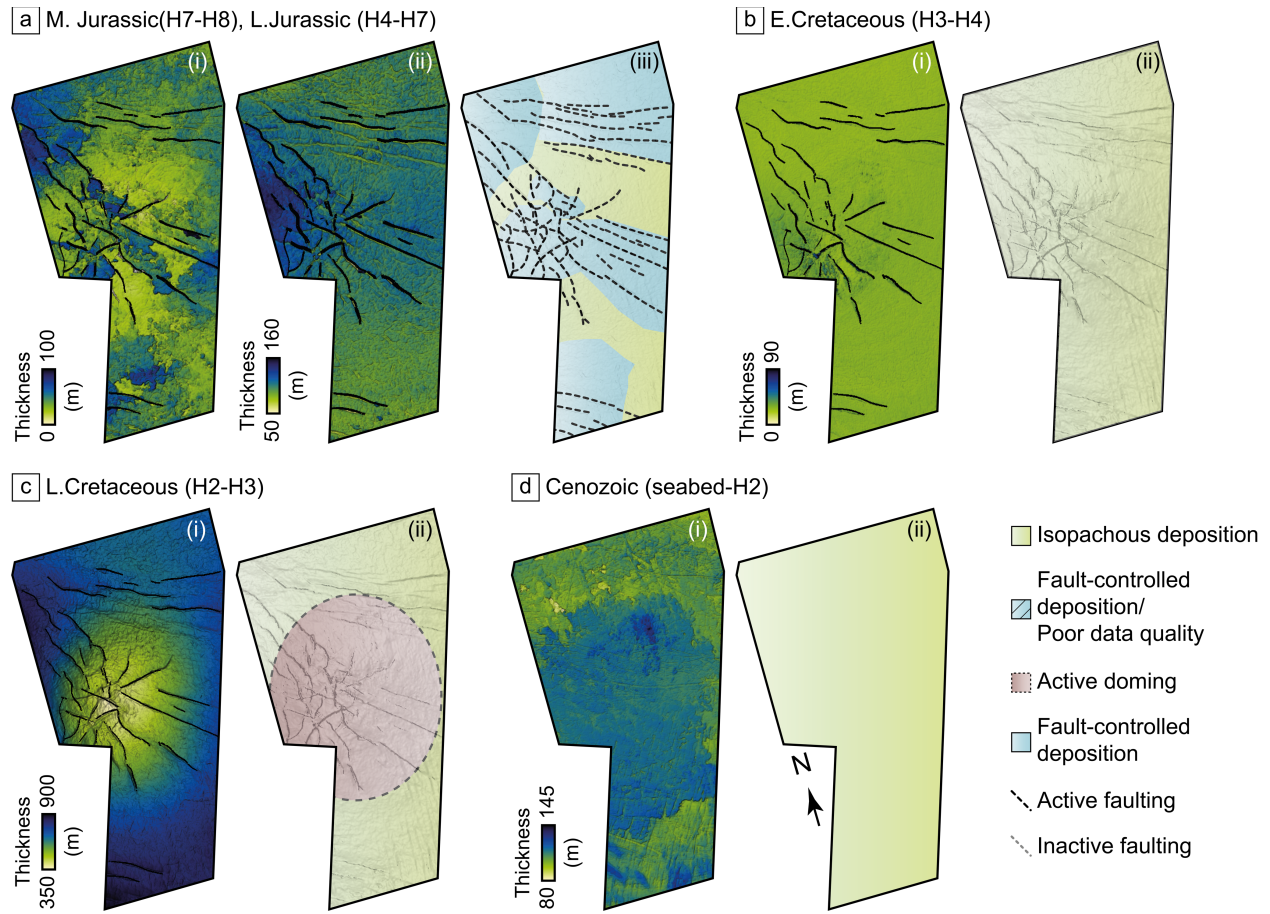 a M. Jurassic(H7-H8), L.Jurassic (H4-H7)
(i)
(ii)
(iii)
Thickness
0 100
(m)
Thickness
50 160
(m)
b E.Cretaceous (H3-H4)
(i)
(ii)
Thickness
0 90
(m)
c L.Cretaceous (H2-H3)
(i)
(ii)
Thickness
350 900
(m)
d Cenozoic (seabed-H2)
(i)
(ii)
Thickness
80 145
(m)
N
Isopachous deposition
Fault-controlled
deposition/
Poor data quality
Active doming
Fault-controlled
deposition
Active faulting
Inactive faulting